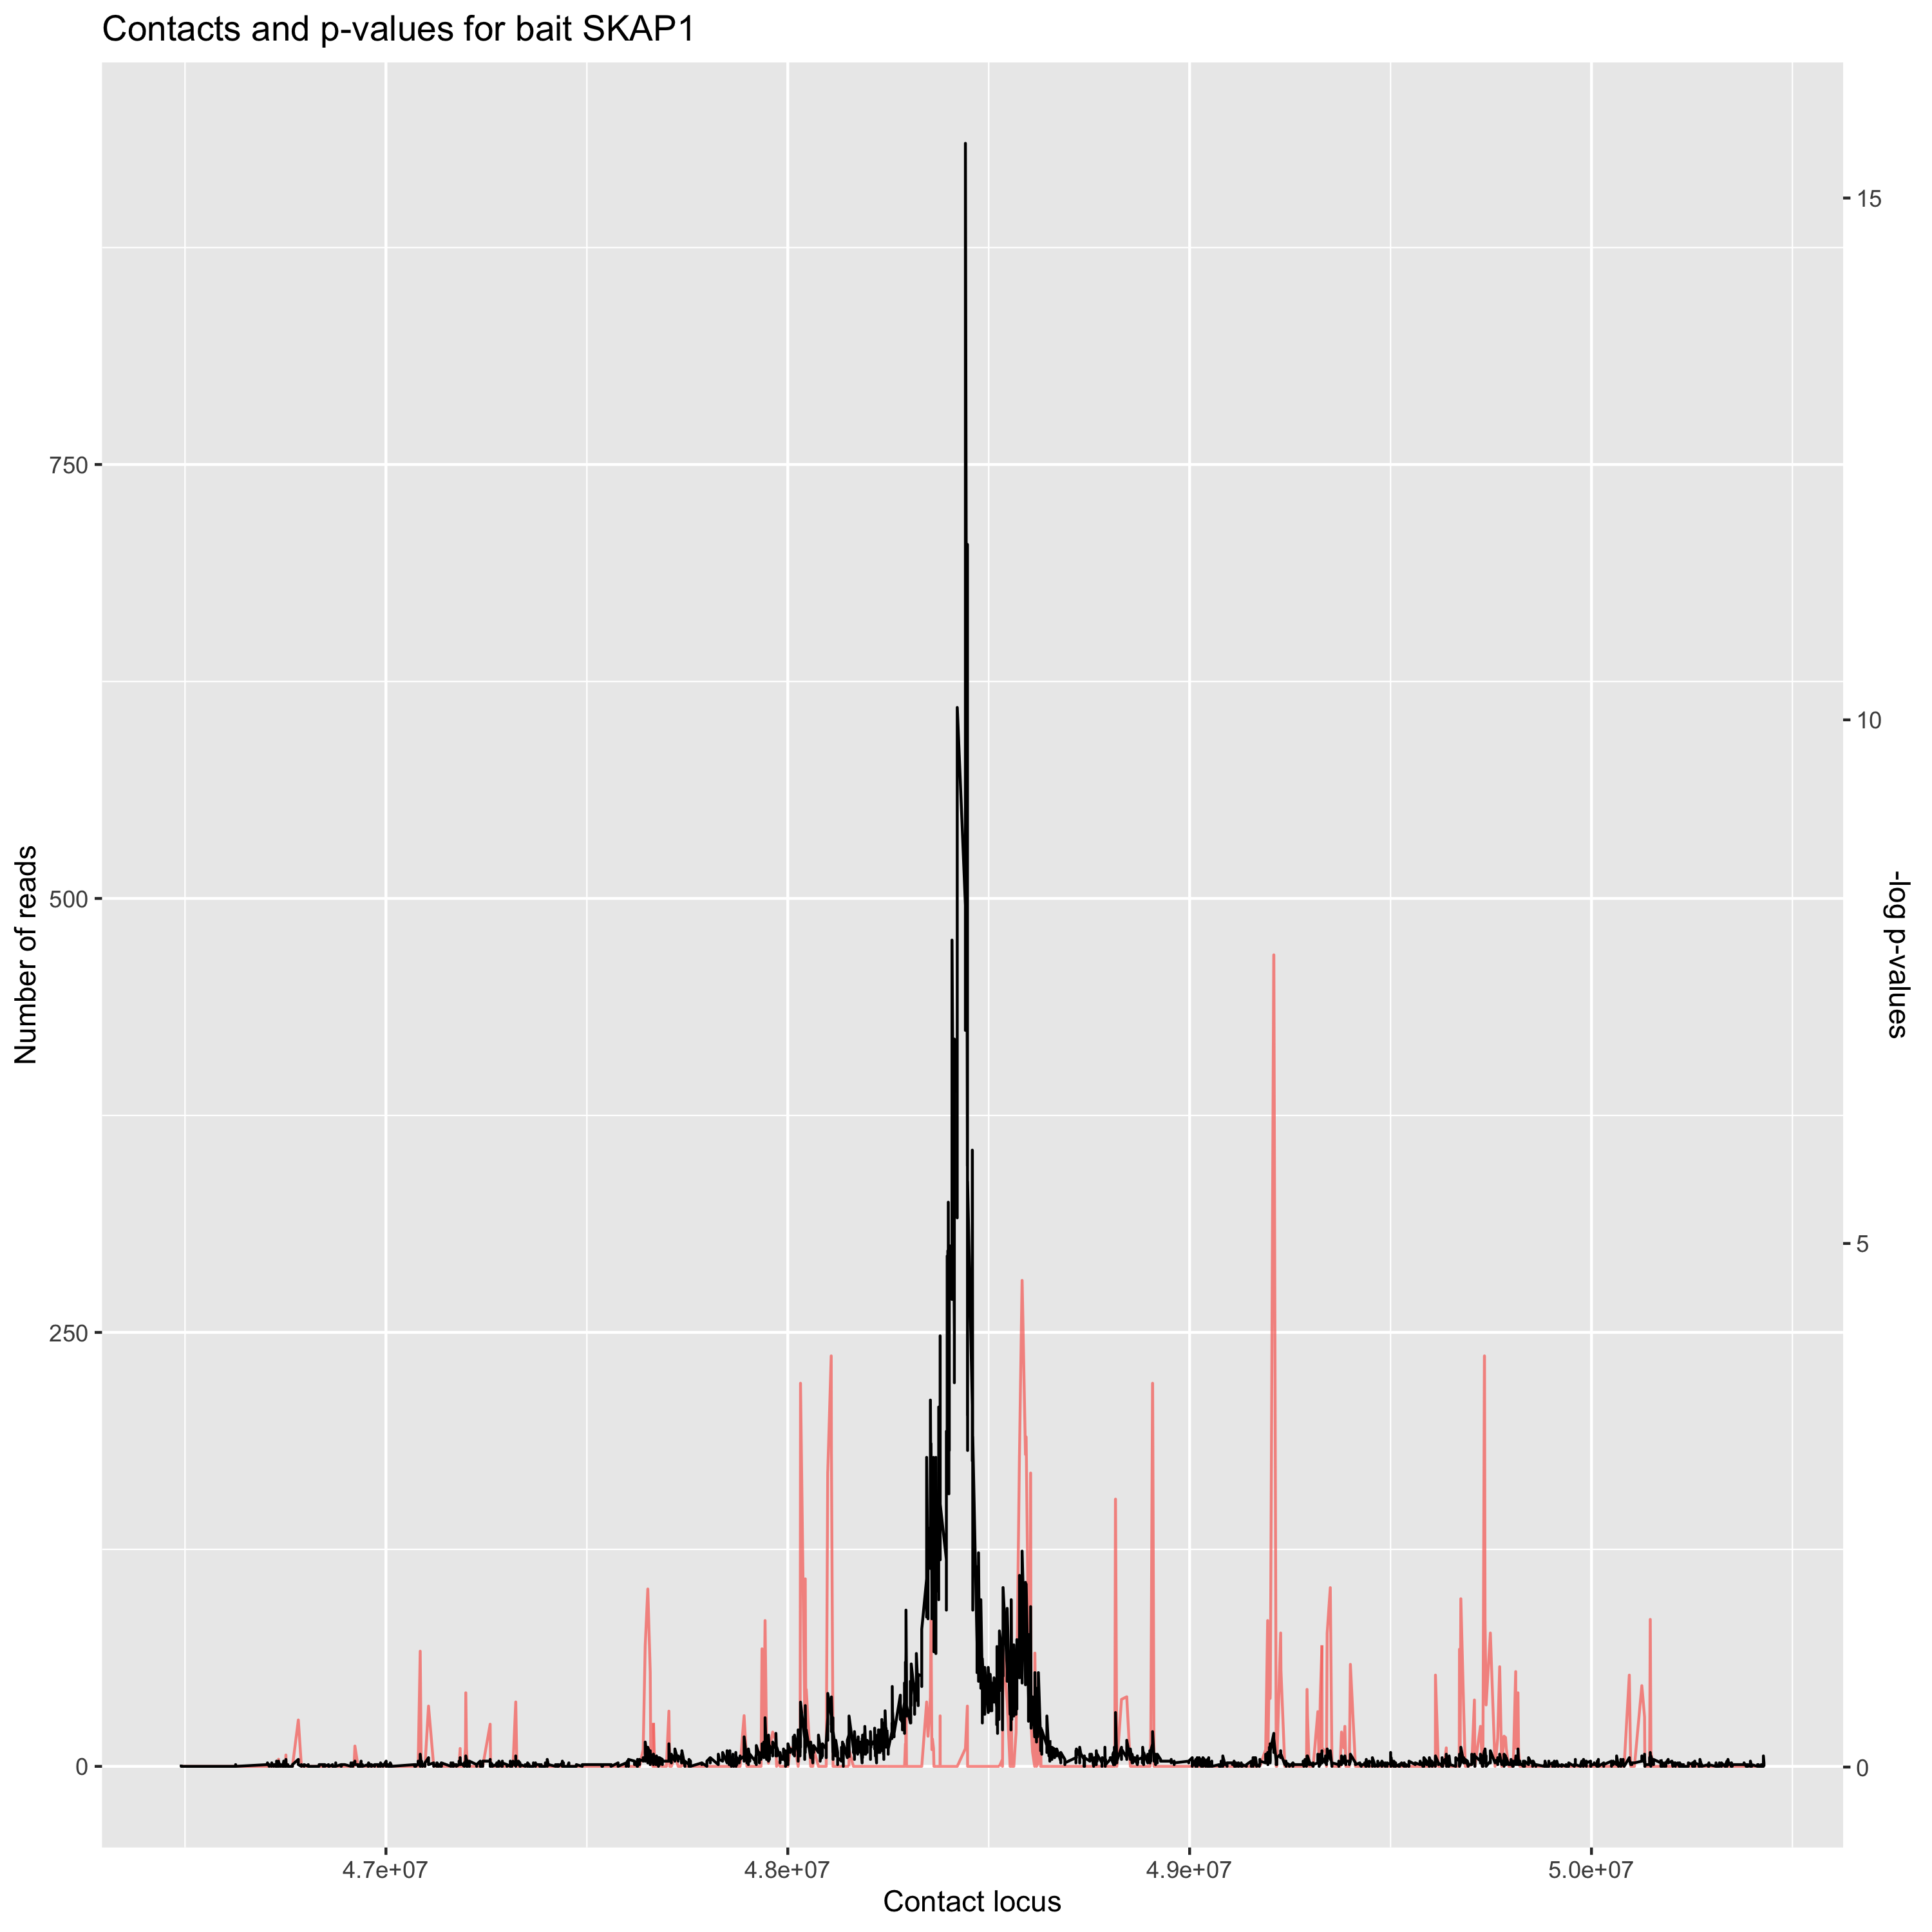 Contacts and p-values for bait SKAP1
Number of reads
750
500
250
0
15
10
5
0
-log p-values
4.7e+07
4.8e+07
4.9e+07
5.0e+07
Contact locus